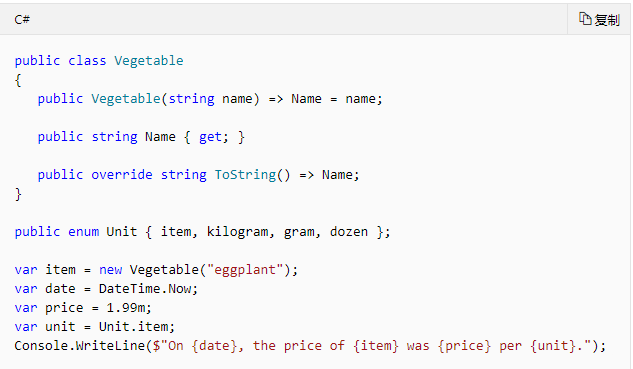 C#
复制
public class Vegetable
{
   public Vegetable(string name) => Name = name;
   public string Name { get; }
   public override string ToString() => Name;
}
public enum Unit { item, kilogram, gram, dozen };
var item = new Vegetable("eggplant");
var date = DateTime.Now;
var price = 1.99m;
var unit = Unit.item;
Console.WriteLine($"On {date}, the price of {item} was {price} per {unit}.");